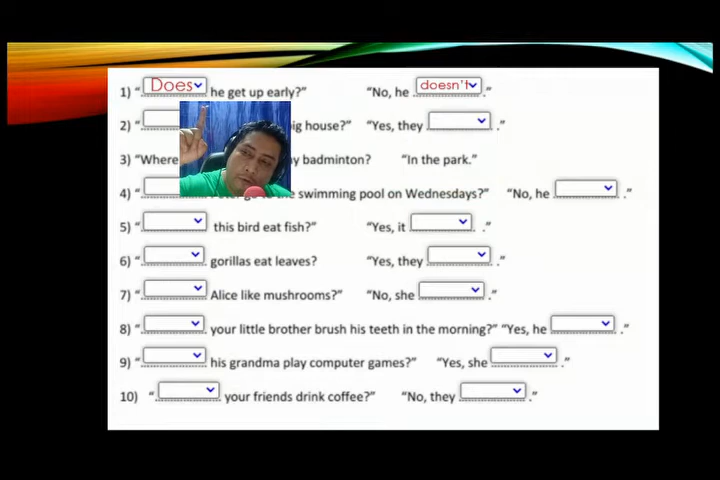 1) " Does he get up early?" "No, he doesn't ."
2) " big house?" "Yes, they ."
3) "Where badminton? "In the park."
4) " the swimming pool on Wednesdays?" "No, he ."
5) " this bird eat fish?" "Yes, it ."
6) " gorillas eat leaves? "Yes, they ."
7) " Alice like mushrooms?" "No, she ."
8) " your little brother brush his teeth in the morning?" "Yes, he ."
9) " his grandma play computer games?" "Yes, she ."
10) " your friends drink coffee?" "No, they ."